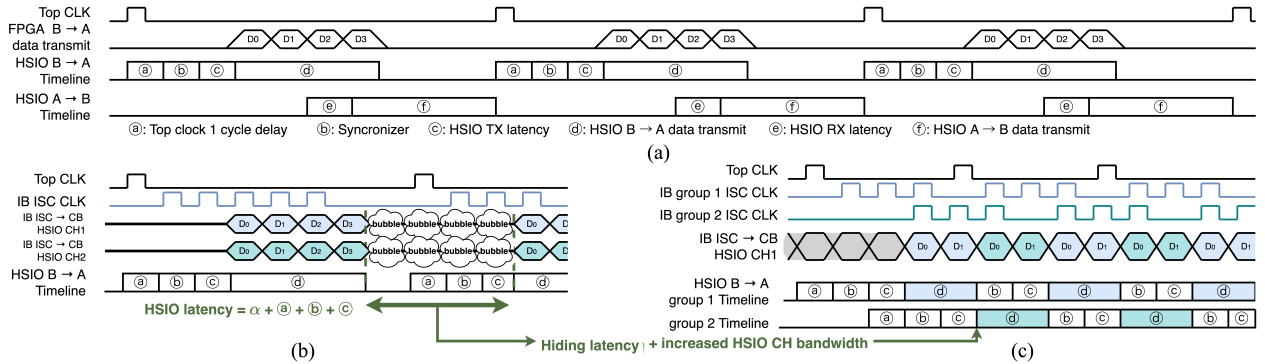 Top CLK
FPGA B → A
data transmit
D0 D1 D2 D3 D0 D1 D2 D3 D0 D1 D2 D3
HSIO B → A
Timeline
ⓐ ⓑ ⓒ ⓓ ⓐ ⓑ ⓒ ⓓ ⓐ ⓑ ⓒ ⓓ
HSIO A → B
Timeline
ⓔ ⓕ ⓔ ⓕ ⓔ ⓕ
ⓐ: Top clock 1 cycle delay ⓑ: Syncronizer ⓒ: HSIO TX latency ⓓ: HSIO B → A data transmit ⓔ: HSIO RX latency ⓕ: HSIO A → B data transmit
(a)
Top CLK
IB ISC CLK
IB ISC → CB
HSIO CH1
D0 D1 D2 D3 bubble bubble bubble bubble D0 D
IB ISC → CB
HSIO CH2
D0 D1 D2 D3 bubble bubble bubble bubble D0 D
HSIO B → A
Timeline
ⓐ ⓑ ⓒ ⓓ ⓐ ⓑ ⓒ ⓓ
HSIO latency = α + ⓐ + ⓑ + ⓒ
(b)
Top CLK
IB group 1 ISC CLK
IB group 2 ISC CLK
IB ISC → CB
HSIO CH1
D0 D1 D0 D1 D0 D1 D0 D1 D0 D1
HSIO B → A
group 1 Timeline
ⓐ ⓑ ⓒ ⓓ ⓑ ⓒ ⓓ ⓑ ⓒ ⓓ
group 2 Timeline
ⓐ ⓑ ⓒ ⓓ ⓑ ⓒ ⓓ ⓑ ⓒ
Hiding latency + increased HSIO CH bandwidth
(c)